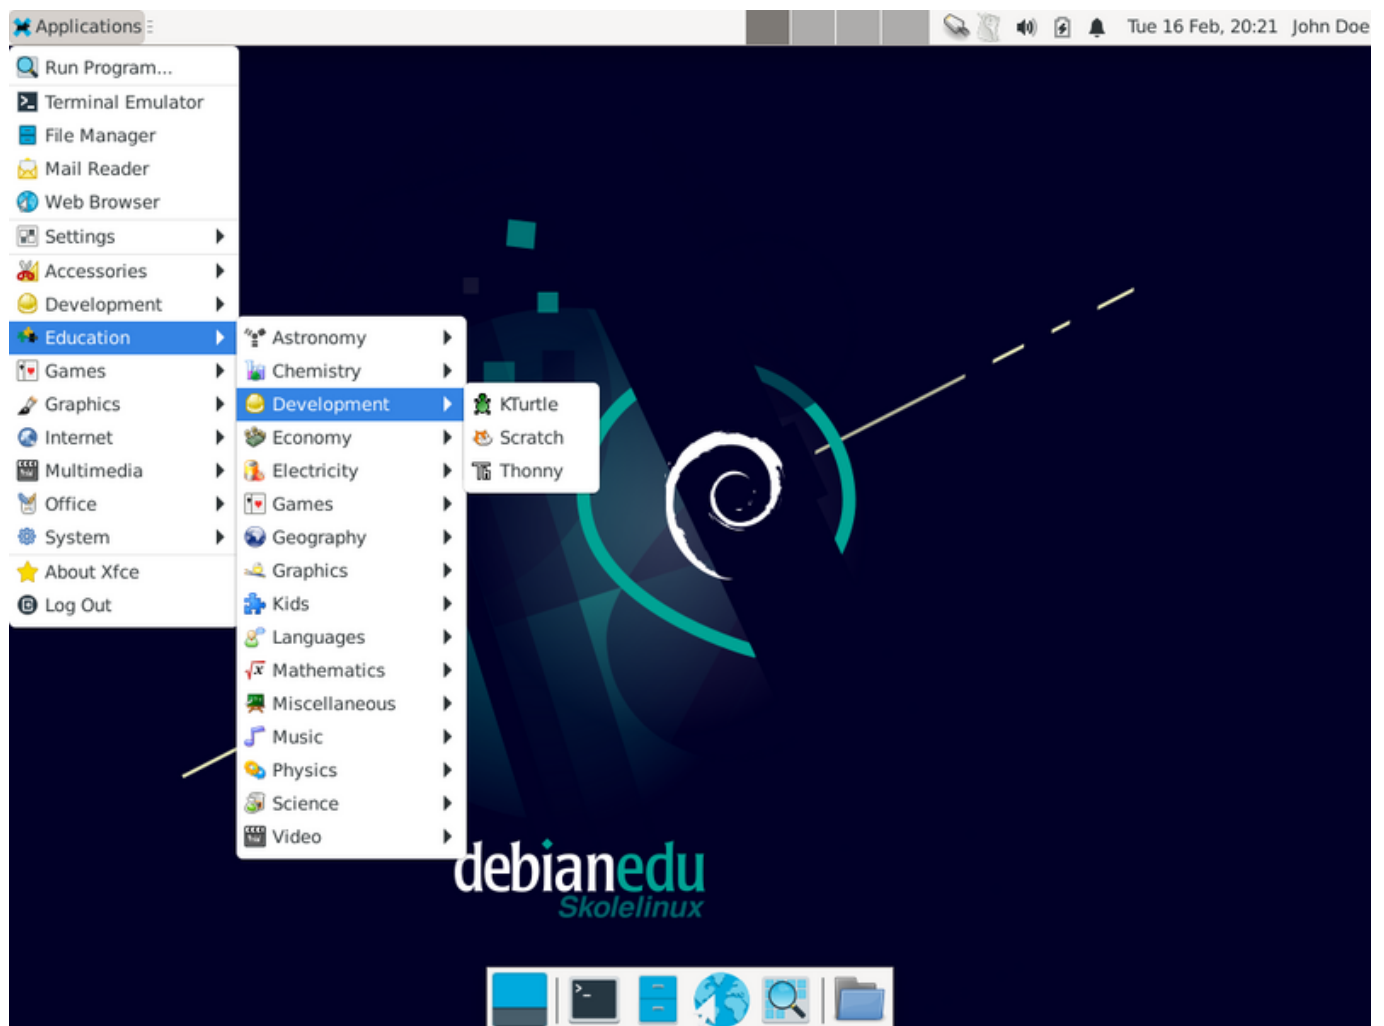 Applications
Tue 16 Feb, 20:21 John Doe
Run Program...
Terminal Emulator
File Manager
Mail Reader
Web Browser
Settings
Accessories
Development
Education
Games
Graphics
Internet
Multimedia
Office
System
About Xfce
Log Out
Astronomy
Chemistry
Development
Economy
Electricity
Games
Geography
Graphics
Kids
Languages
Mathematics
Miscellaneous
Music
Physics
Science
Video
KTurtle
Scratch
Thonny
debianedu
Skolelinux